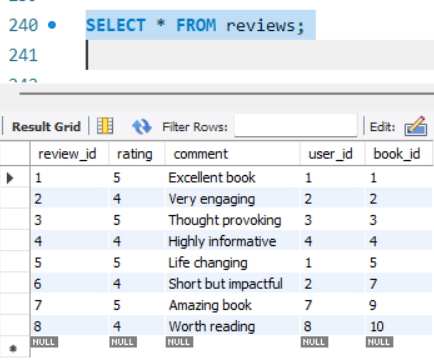 240 SELECT * FROM reviews;
241
Result Grid Filter Rows: Edit:
review_id rating comment user_id book_id
1 5 Excellent book 1 1
2 4 Very engaging 2 2
3 5 Thought provoking 3 3
4 4 Highly informative 4 4
5 5 Life changing 1 5
6 4 Short but impactful 2 7
7 5 Amazing book 7 9
8 4 Worth reading 8 10
NULL NULL NULL NULL NULL